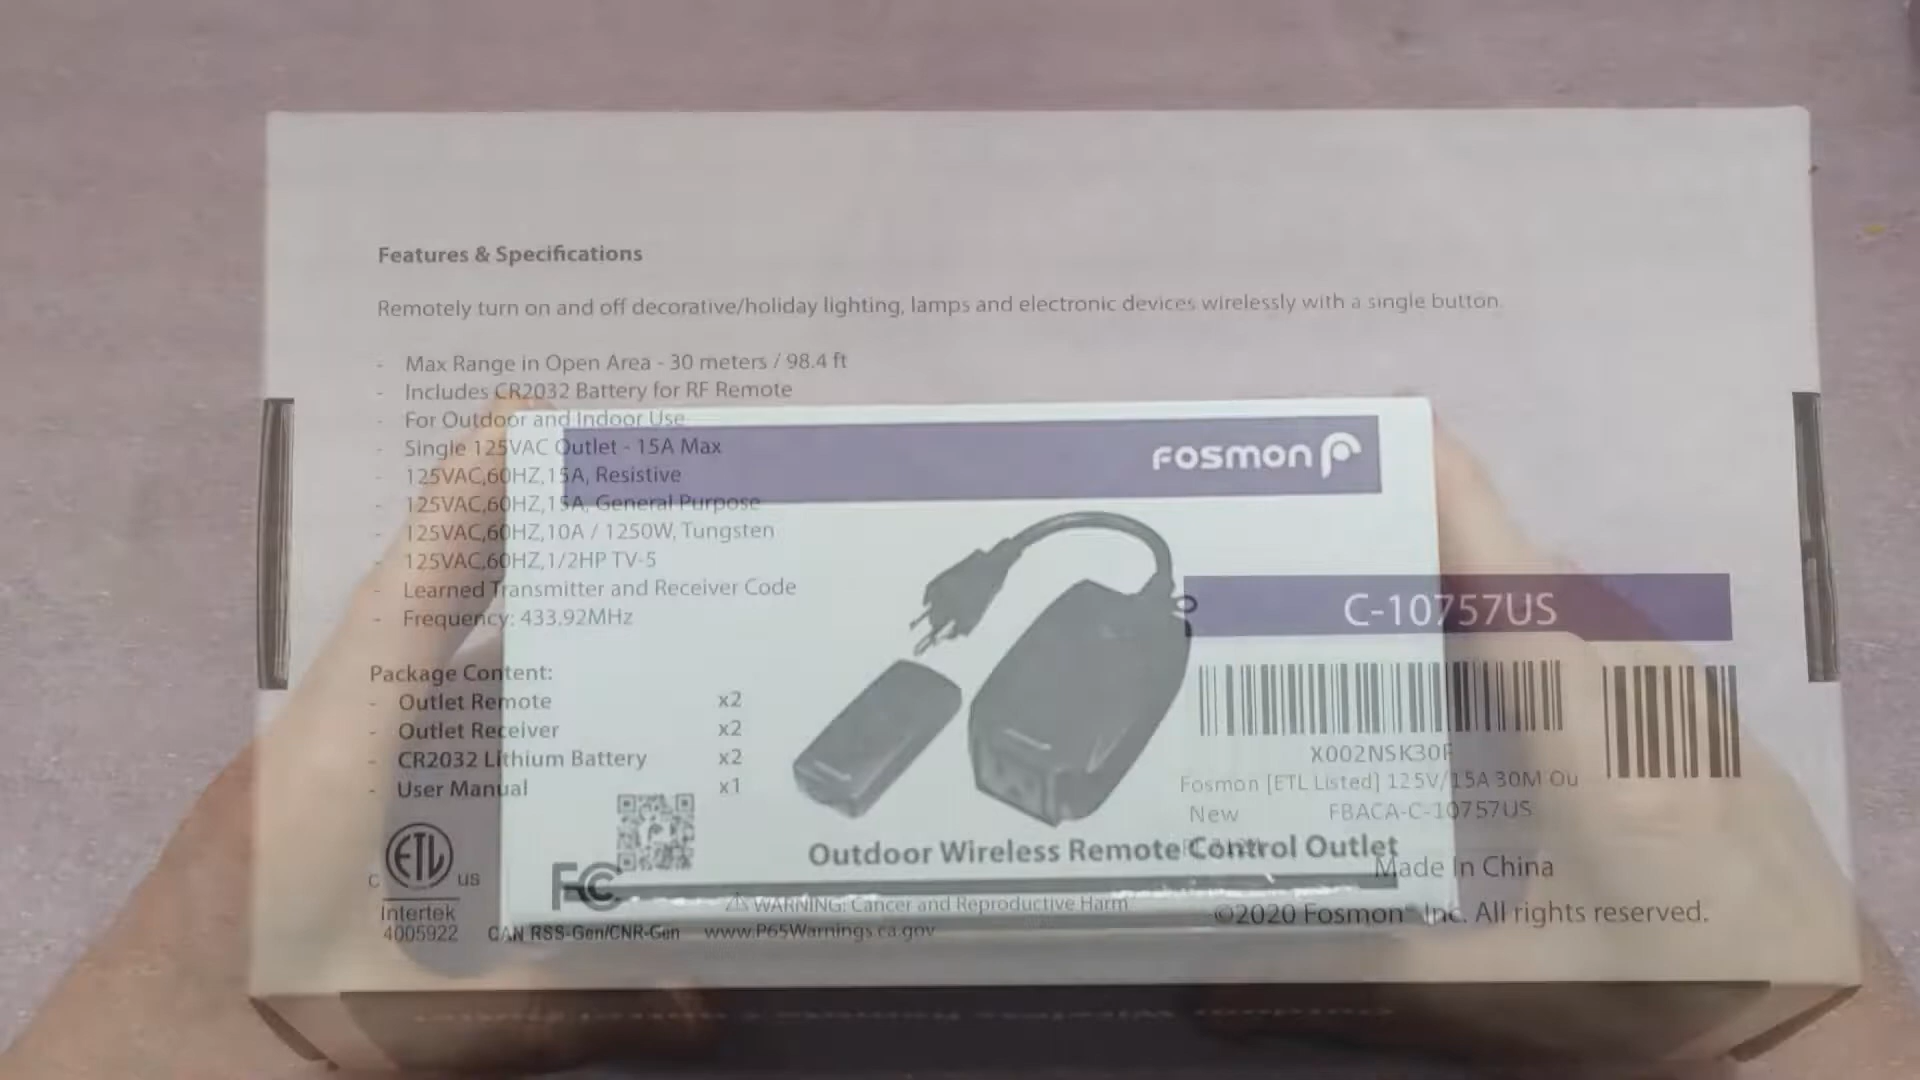 Features & Specifications
Remotely turn on and off decorative/holiday lighting, lamps and electronic devices wirelessly with a single button.
- Max Range in Open Area - 30 meters / 98.4 ft
- Includes CR2032 Battery for RF Remote
- For Outdoor and Indoor Use
- Single 125VAC Outlet - 15A Max
- 125VAC,60HZ,15A, Resistive
- 125VAC,60HZ,15A, General Purpose
- 125VAC,60HZ,10A / 1250W, Tungsten
- 125VAC,60HZ,1/2HP TV-5
- Learned Transmitter and Receiver Code
- Frequency: 433.92MHz
Package Content:
- Outlet Remote x2
- Outlet Receiver x2
- CR2032 Lithium Battery x2
- User Manual x1
FOSMON
C-10757US
X002NSK30F
Fosmon [ETL Listed] 125V/15A 30M Ou
New FBACA-C-10757US
Outdoor Wireless Remote Control Outlet
Made In China
©2020 Fosmon® Inc. All rights reserved.
ETL
C US
Intertek
4005922
FC
CAN RSS-Gen/CNR-Gen
⚠ WARNING: Cancer and Reproductive Harm
www.P65Warnings.ca.gov